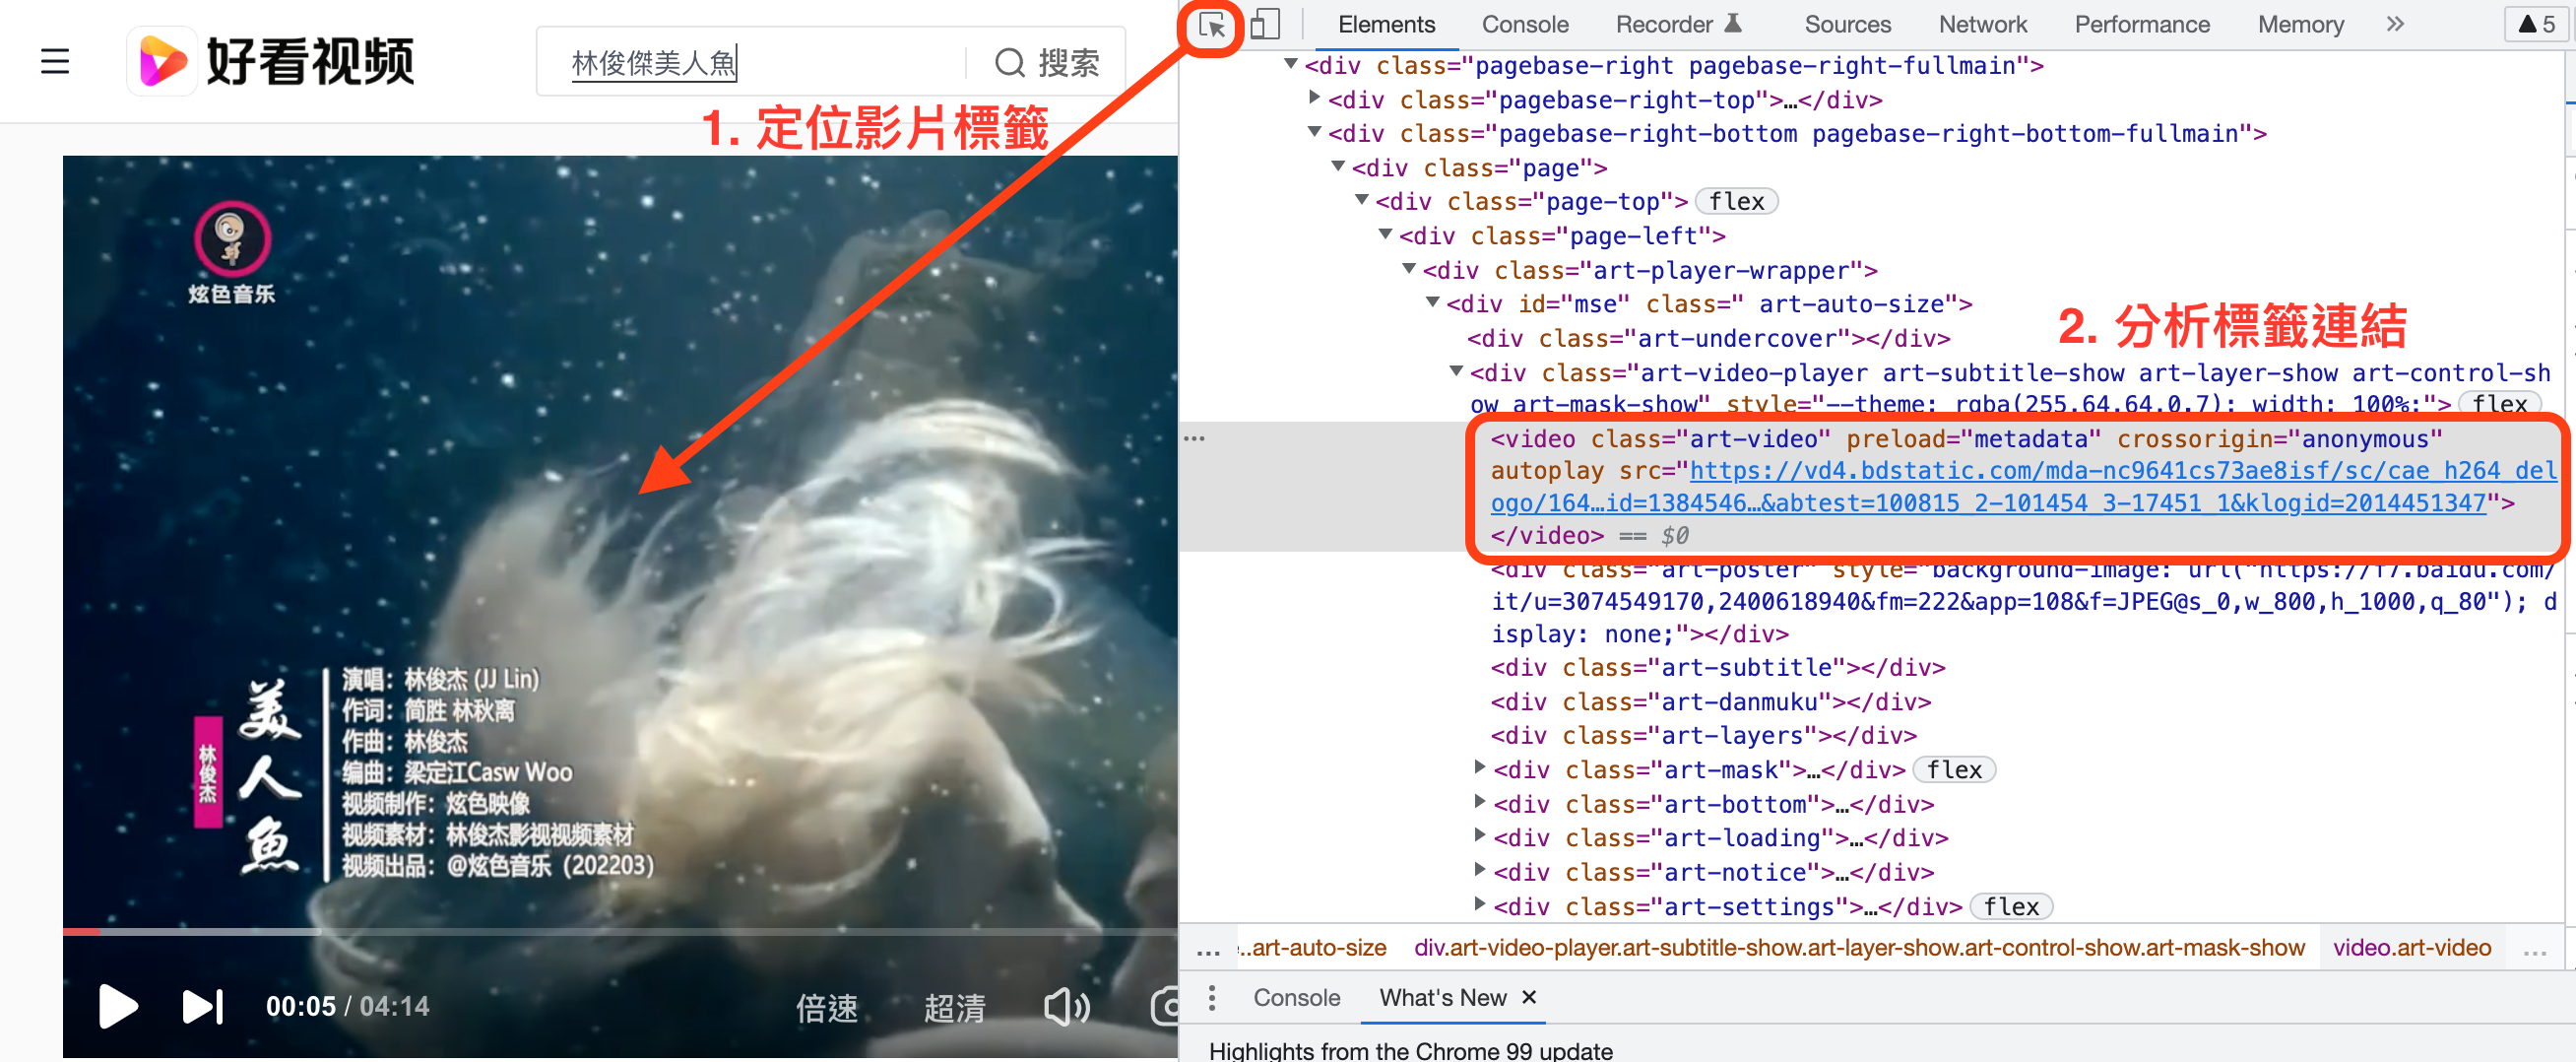 好看视频
林俊傑美人魚
搜索
1. 定位影片標籤
炫色音乐
林俊杰
美人魚
演唱：林俊杰 (JJ Lin)
作词：简胜 林秋离
作曲：林俊杰
编曲：梁定江Casw Woo
视频制作：炫色映像
视频素材：林俊杰影视视频素材
视频出品：@炫色音乐（202203）
00:05 / 04:14
倍速
超清
Elements Console Recorder Sources Network Performance Memory » 5
<div class="pagebase-right pagebase-right-fullmain">
<div class="pagebase-right-top">…</div>
<div class="pagebase-right-bottom pagebase-right-bottom-fullmain">
<div class="page">
<div class="page-top"> flex
<div class="page-left">
<div class="art-player-wrapper">
<div id="mse" class=" art-auto-size">
<div class="art-undercover"></div>
2. 分析標籤連結
<div class="art-video-player art-subtitle-show art-layer-show art-control-sh
ow art-mask-show" style="--theme: rgba(255,64,64,0.7); width: 100%;"> flex
<video class="art-video" preload="metadata" crossorigin="anonymous"
autoplay src="https://vd4.bdstatic.com/mda-nc9641cs73ae8isf/sc/cae_h264_del
ogo/164…id=1384546…&abtest=100815_2-101454_3-17451_1&klogid=2014451347">
</video> == $0
<div class="art-poster" style="background-image: url("https://f7.baidu.com/
it/u=3074549170,2400618940&fm=222&app=108&f=JPEG@s_0,w_800,h_1000,q_80"); d
isplay: none;"></div>
<div class="art-subtitle"></div>
<div class="art-danmuku"></div>
<div class="art-layers"></div>
<div class="art-mask">…</div> flex
<div class="art-bottom">…</div>
<div class="art-loading">…</div>
<div class="art-notice">…</div>
<div class="art-settings">…</div> flex
... ..art-auto-size div.art-video-player.art-subtitle-show.art-layer-show.art-control-show.art-mask-show video.art-video ...
Console What's New ×
Highlights from the Chrome 99 update